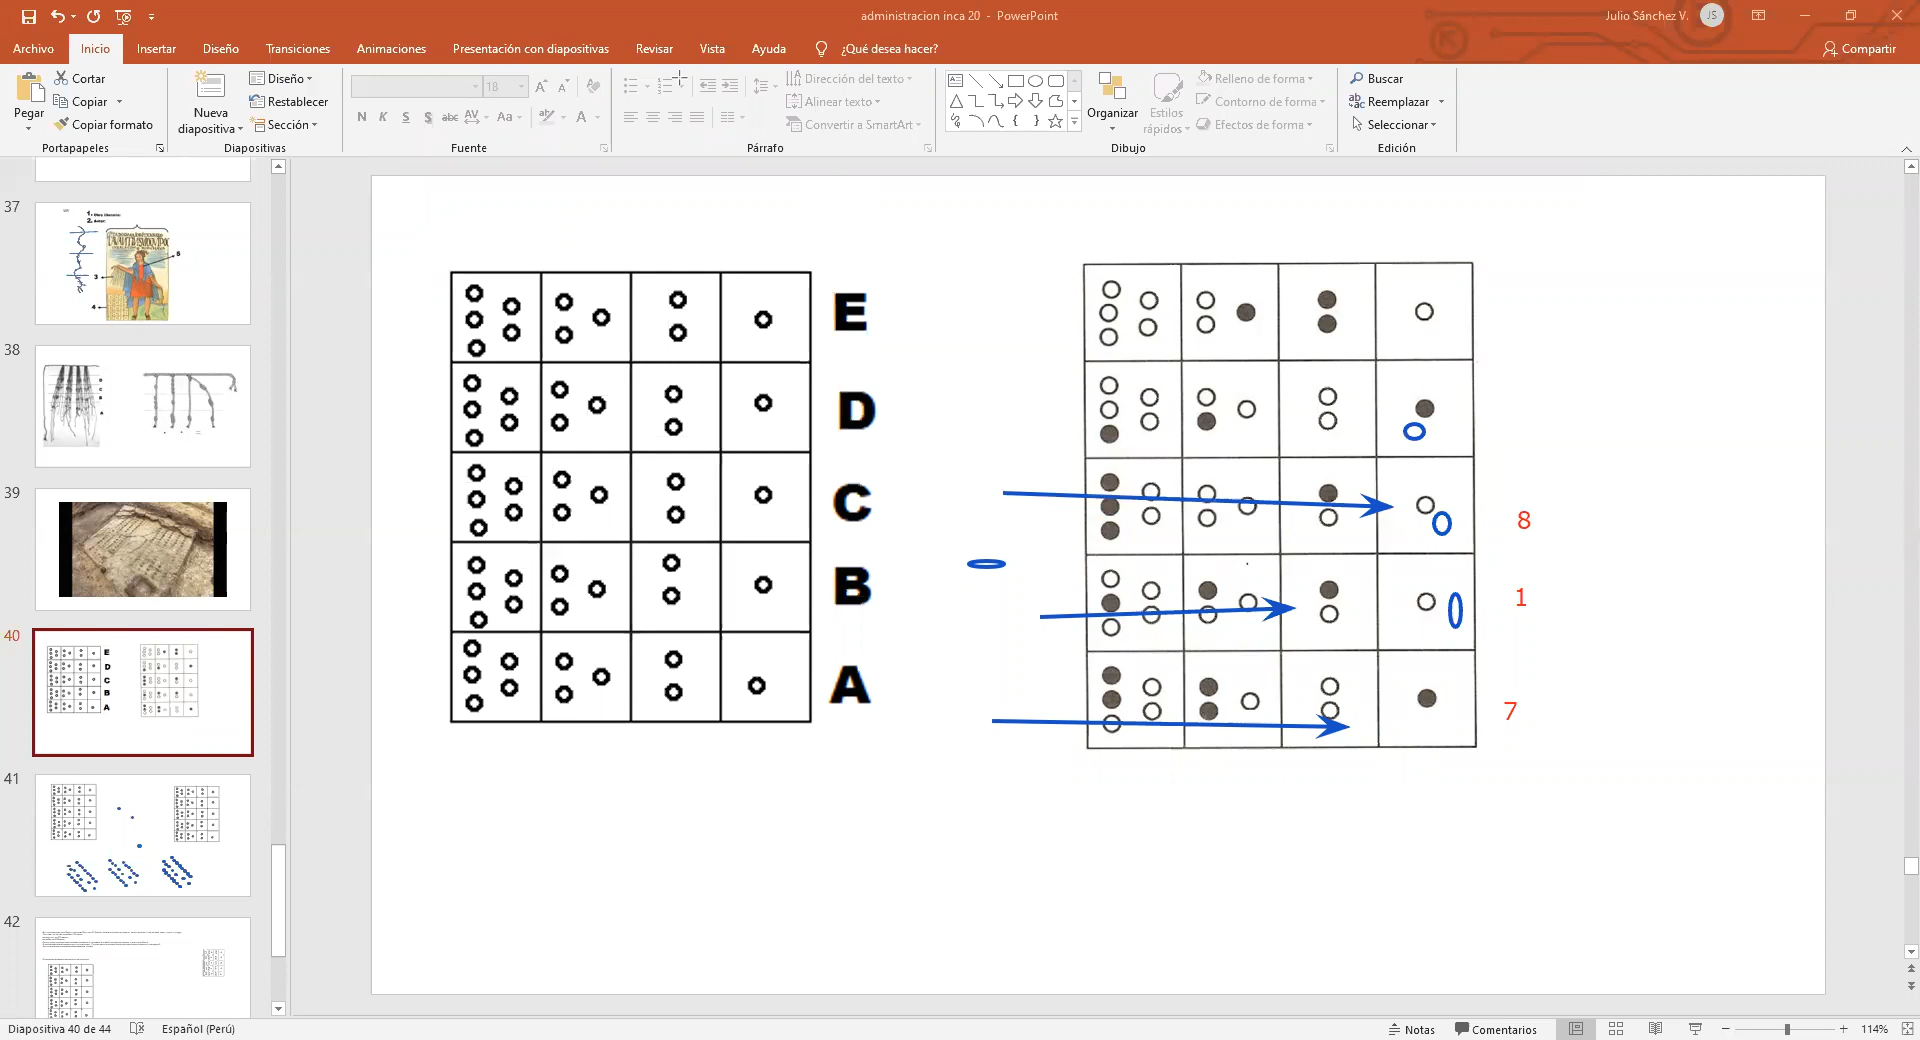 administracion inca 20 - PowerPoint
Julio Sánchez V.
JS
Archivo
Inicio
Insertar
Diseño
Transiciones
Animaciones
Presentación con diapositivas
Revisar
Vista
Ayuda
¿Qué desea hacer?
Compartir
Pegar
Cortar
Copiar
Copiar formato
Portapapeles
Nueva
diapositiva
Diseño
Restablecer
Sección
Diapositivas
18
N K S S abc AV Aa
A
Fuente
Dirección del texto
Alinear texto
Convertir a SmartArt
Párrafo
Organizar
Estilos
rápidos
Relleno de forma
Contorno de forma
Efectos de forma
Dibujo
Buscar
Reemplazar
Seleccionar
Edición
37
38
39
40
41
42
E
D
C
B
A
8
1
7
Diapositiva 40 de 44
Español (Perú)
Notas
Comentarios
114%